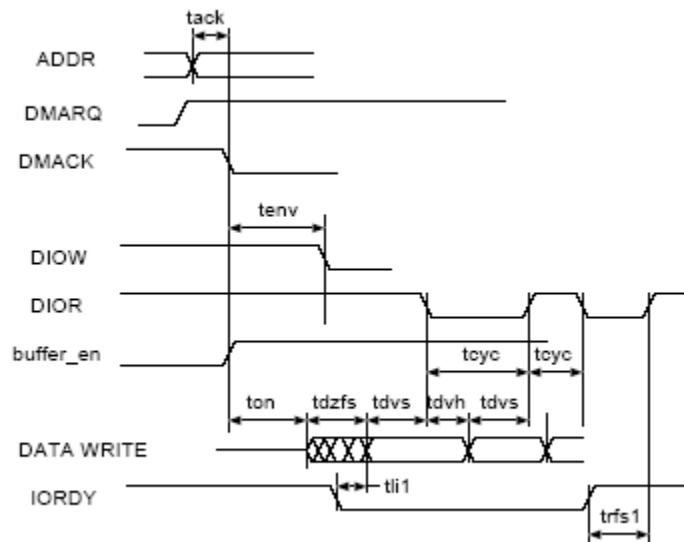 tack
ADDR
DMARQ
DMACK
tenv
DIOW
DIOR
buffer_en
tcyc tcyc
ton tdzfs tdvs tdvh tdvs
DATA WRITE
tli1
IORDY
trfs1